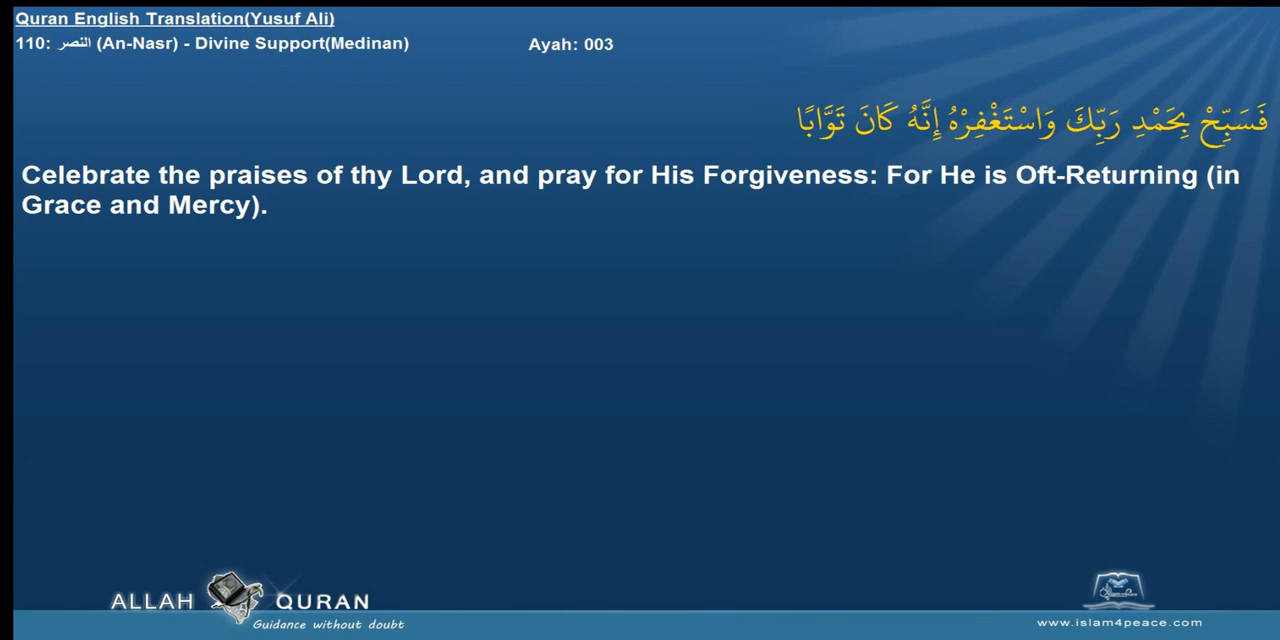 Quran English Translation(Yusuf Ali)
110: النصر (An-Nasr) - Divine Support(Medinan) Ayah: 003
فَسَبِّحْ بِحَمْدِ رَبِّكَ وَاسْتَغْفِرْهُ إِنَّهُ كَانَ تَوَّابًا
Celebrate the praises of thy Lord, and pray for His Forgiveness: For He is Oft-Returning (in
Grace and Mercy).
ALLAH QURAN
Guidance without doubt
www.islam4peace.com